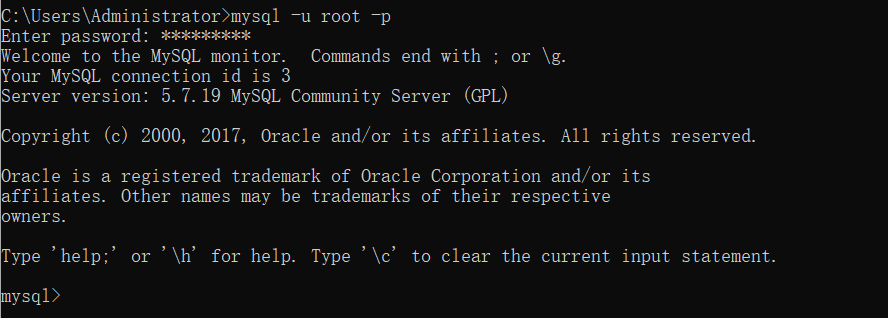 C:\Users\Administrator>mysql -u root -p
Enter password: *********
Welcome to the MySQL monitor.  Commands end with ; or \g.
Your MySQL connection id is 3
Server version: 5.7.19 MySQL Community Server (GPL)
Copyright (c) 2000, 2017, Oracle and/or its affiliates. All rights reserved.
Oracle is a registered trademark of Oracle Corporation and/or its
affiliates. Other names may be trademarks of their respective
owners.
Type 'help;' or '\h' for help. Type '\c' to clear the current input statement.
mysql>